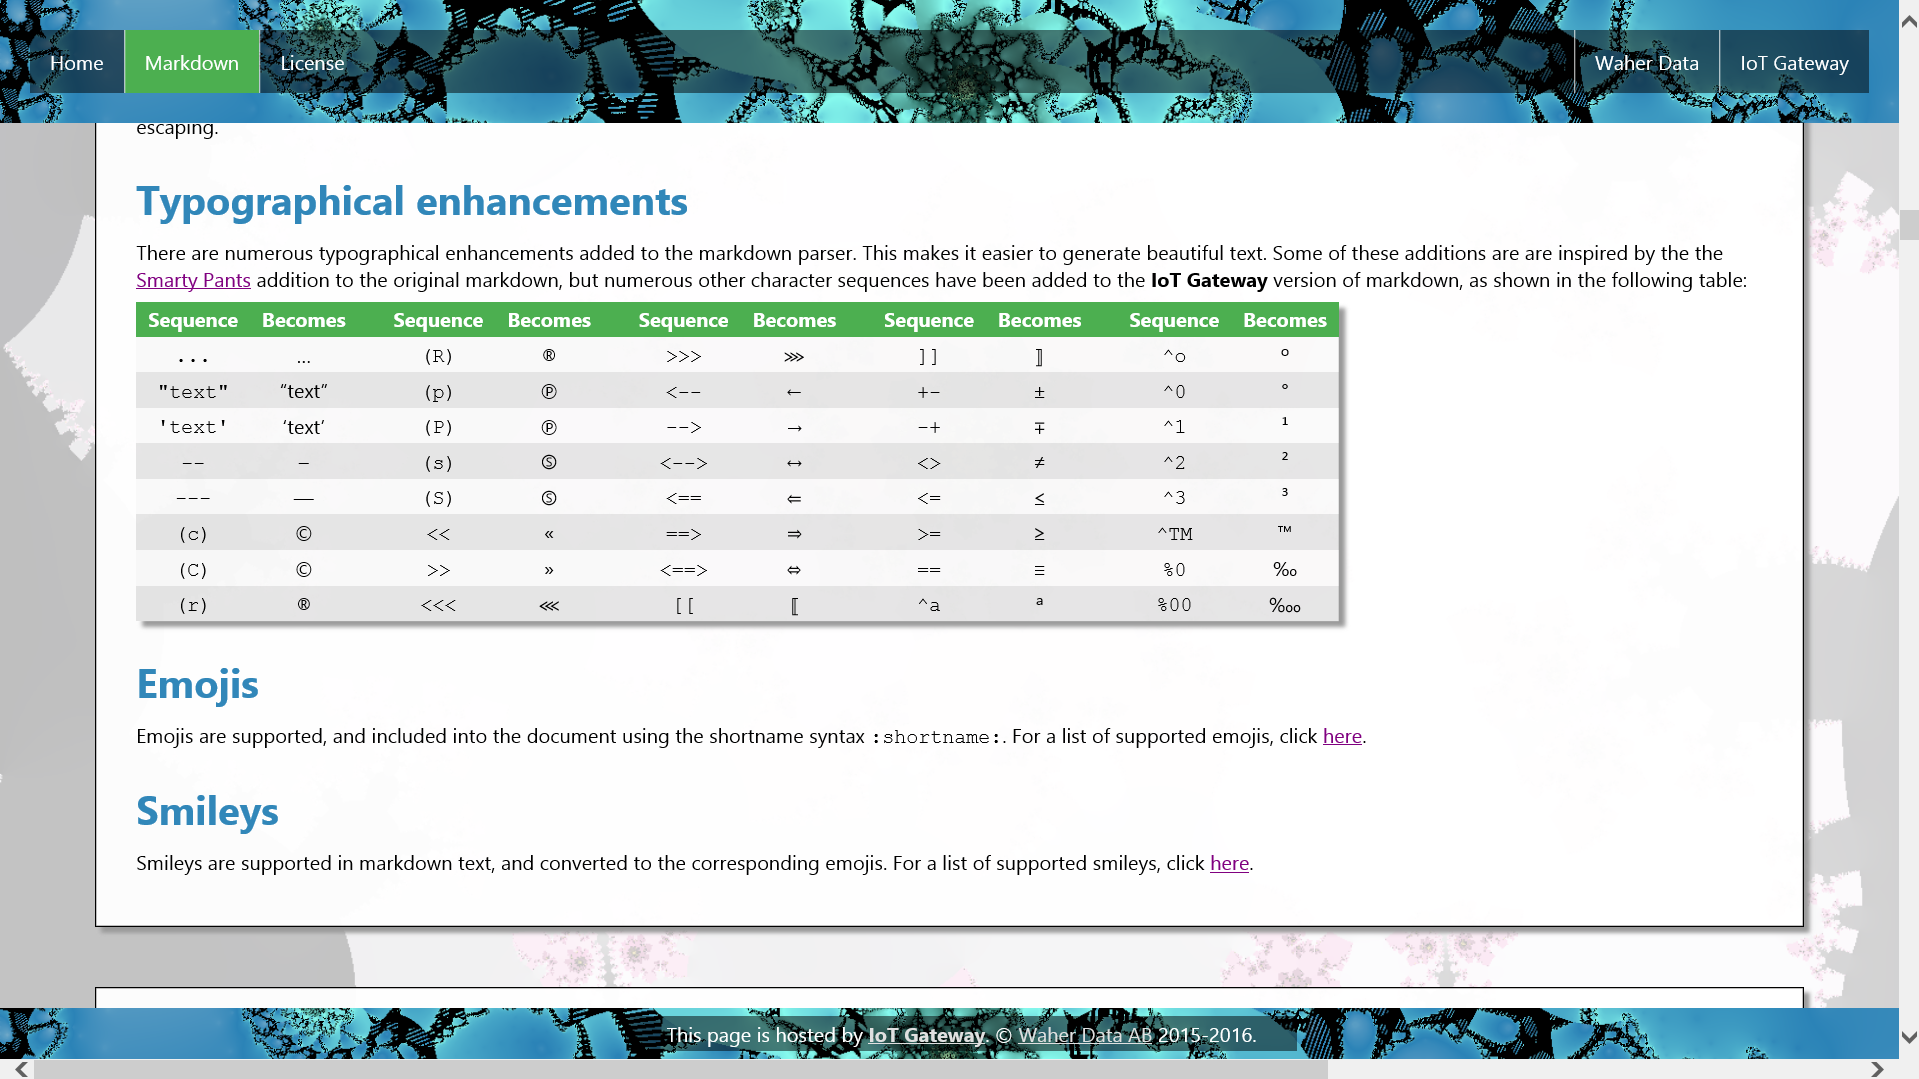 Home Markdown License Waher Data IoT Gateway
escaping.
Typographical enhancements
There are numerous typographical enhancements added to the markdown parser. This makes it easier to generate beautiful text. Some of these additions are are inspired by the the
Smarty Pants addition to the original markdown, but numerous other character sequences have been added to the IoT Gateway version of markdown, as shown in the following table:
Sequence Becomes Sequence Becomes Sequence Becomes Sequence Becomes Sequence Becomes
... … (R) ® >>> ⋙ ]] ⟧ ^o º
"text" “text” (p) ℗ <-- ← +- ± ^0 °
'text' ‘text’ (P) ℗ --> → -+ ∓ ^1 ¹
-- – (s) Ⓢ <--> ↔ <> ≠ ^2 ²
--- — (S) Ⓢ <== ⇐ <= ≤ ^3 ³
(c) © << « ==> ⇒ >= ≥ ^TM ™
(C) © >> » <==> ⇔ == ≡ %0 ‰
(r) ® <<< ⋘ [[ ⟦ ^a ª %00 ‱
Emojis
Emojis are supported, and included into the document using the shortname syntax :shortname:. For a list of supported emojis, click here.
Smileys
Smileys are supported in markdown text, and converted to the corresponding emojis. For a list of supported smileys, click here.
This page is hosted by IoT Gateway. © Waher Data AB 2015-2016.